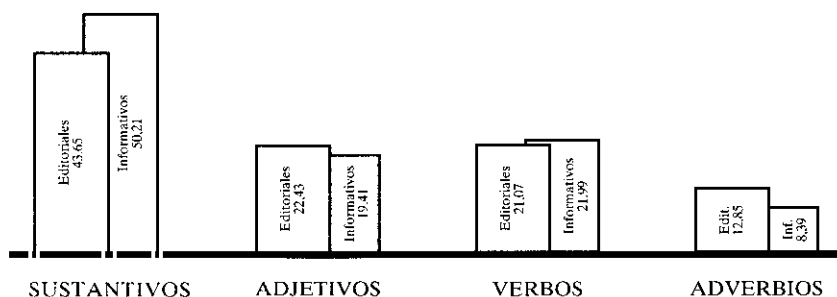 Editoriales
43.65
Informativos
50,21
Editoriales
22,43
Informativos
19.41
Editoriales
21,07
Informativos
21,99
Edit.
12,85
Inf.
8,39
SUSTANTIVOS
ADJETIVOS
VERBOS
ADVERBIOS